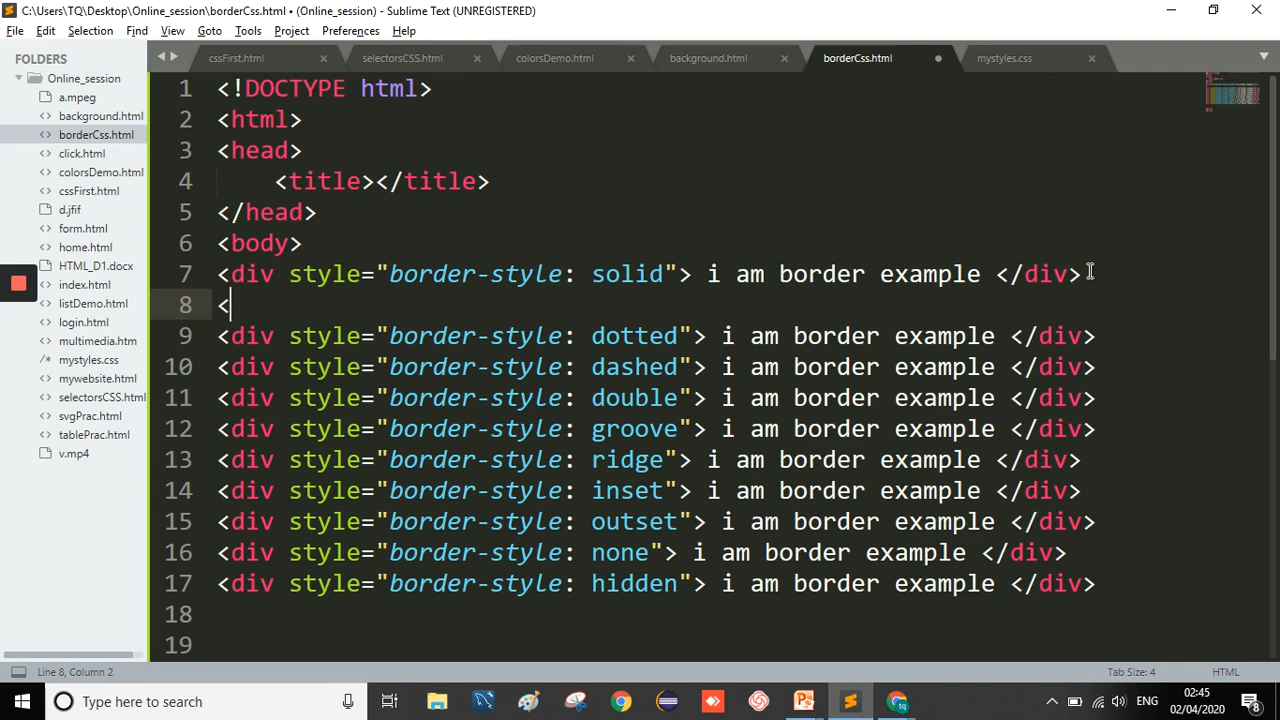 C:\Users\TQ\Desktop\Online_session\borderCss.html • (Online_session) - Sublime Text (UNREGISTERED)
File Edit Selection Find View Goto Tools Project Preferences Help
FOLDERS
Online_session
a.mpeg
background.html
borderCss.html
click.html
colorsDemo.html
cssFirst.html
d.jfif
form.html
home.html
HTML_D1.docx
index.html
listDemo.html
login.html
multimedia.htm
mystyles.css
mywebsite.html
selectorsCSS.html
svgPrac.html
tablePrac.html
v.mp4
cssFirst.html selectorsCSS.html colorsDemo.html background.html borderCss.html mystyles.css
1 <!DOCTYPE html>
2 <html>
3 <head>
4 <title></title>
5 </head>
6 <body>
7 <div style="border-style: solid"> i am border example </div>
8 <
9 <div style="border-style: dotted"> i am border example </div>
10 <div style="border-style: dashed"> i am border example </div>
11 <div style="border-style: double"> i am border example </div>
12 <div style="border-style: groove"> i am border example </div>
13 <div style="border-style: ridge"> i am border example </div>
14 <div style="border-style: inset"> i am border example </div>
15 <div style="border-style: outset"> i am border example </div>
16 <div style="border-style: none"> i am border example </div>
17 <div style="border-style: hidden"> i am border example </div>
18
19
Line 8, Column 2 Tab Size: 4 HTML
Type here to search
ENG
02:45
02/04/2020
8